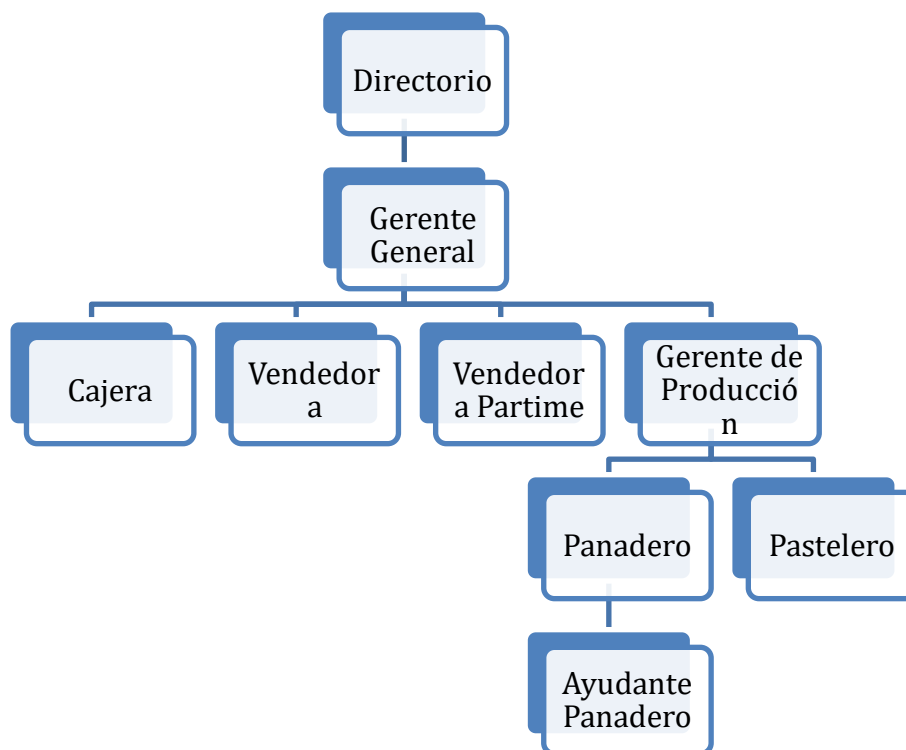 Directorio
Gerente
General
Cajera
Vendedor
a
Vendedor
a Partime
Gerente de
Producció
n
Panadero
Pastelero
Ayudante
Panadero